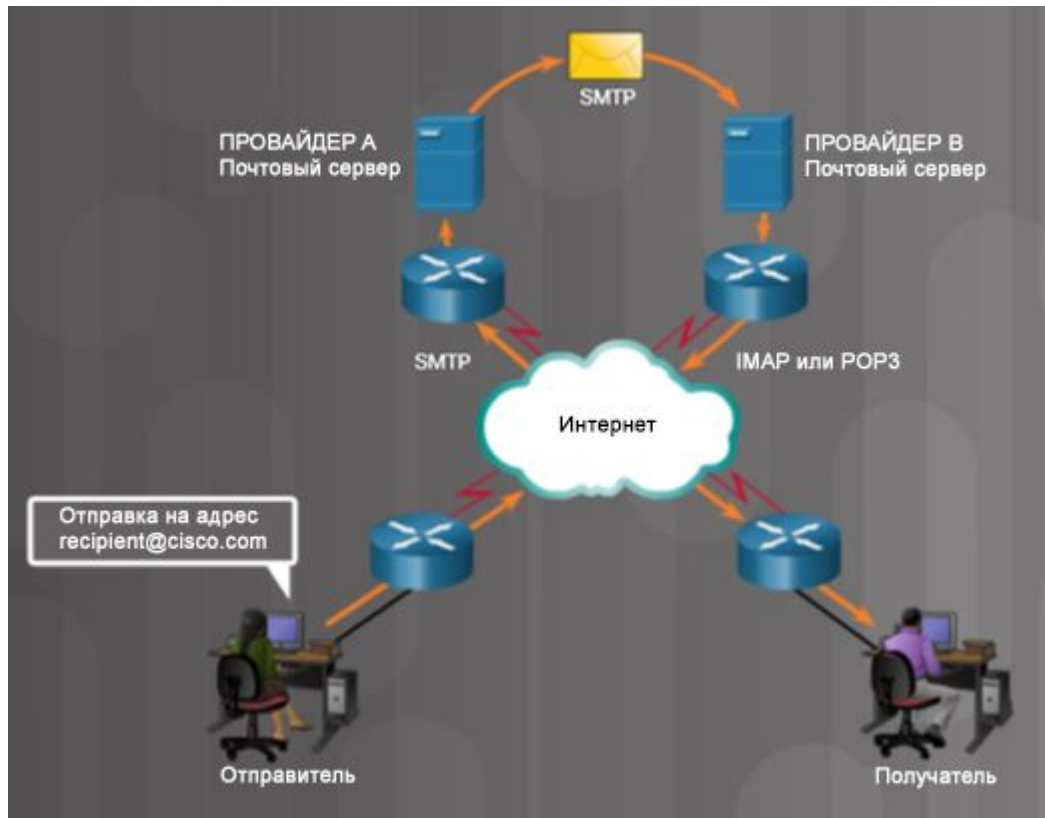 SMTP
ПРОВАЙДЕР A
Почтовый сервер
ПРОВАЙДЕР B
Почтовый сервер
SMTP
IMAP или POP3
Интернет
Отправка на адрес
recipient@cisco.com
Отправитель
Получатель